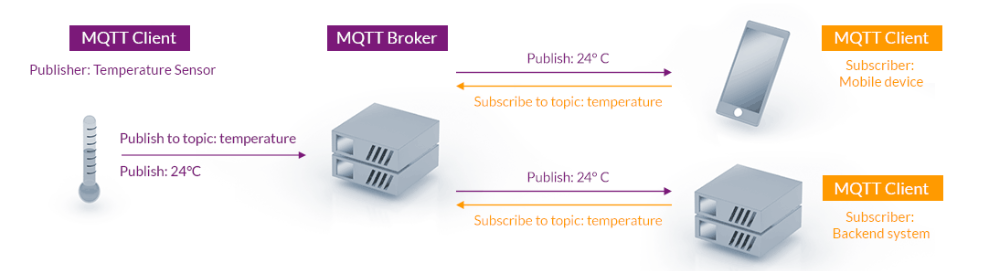 MQTT Client
Publisher: Temperature Sensor
Publish to topic: temperature
Publish: 24°C
MQTT Broker
Publish: 24° C
Subscribe to topic: temperature
Publish: 24° C
Subscribe to topic: temperature
MQTT Client
Subscriber:
Mobile device
MQTT Client
Subscriber:
Backend system